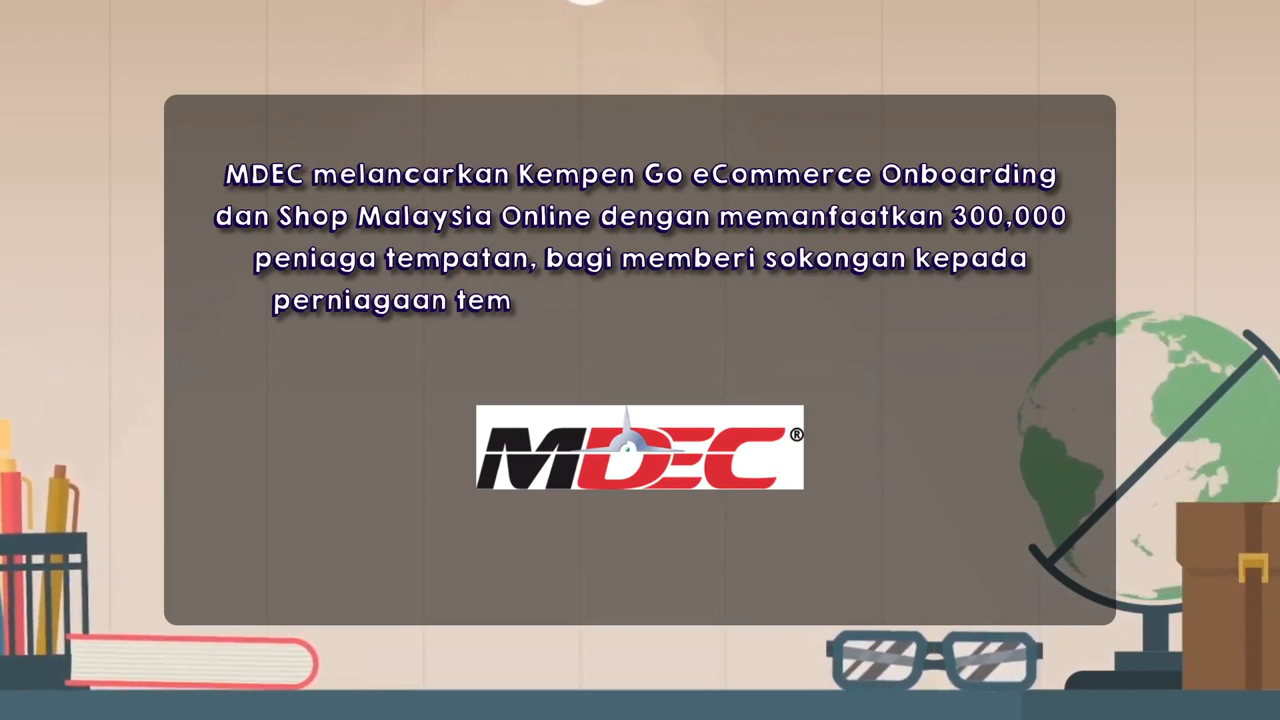 MDEC melancarkan Kempen Go eCommerce Onboarding
dan Shop Malaysia Online dengan memanfaatkan 300,000
peniaga tempatan, bagi memberi sokongan kepada
perniagaan tem
MDEC®